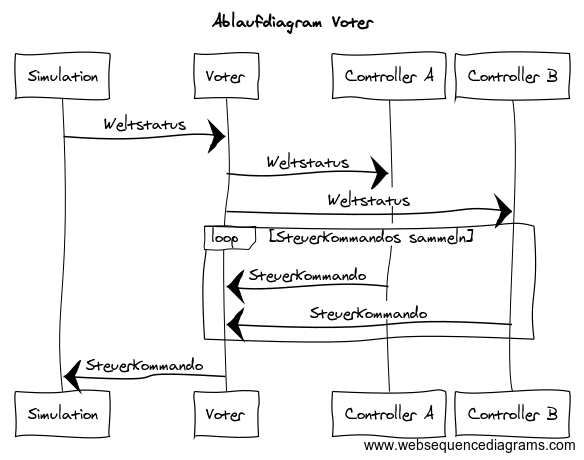 Ablaufdiagram Voter
Simulation Voter Controller A Controller B
Weltstatus
Weltstatus
Weltstatus
loop [Steuerkommandos sammeln]
Steuerkommando
Steuerkommando
Steuerkommando
Simulation Voter Controller A Controller B
www.websequencediagrams.com